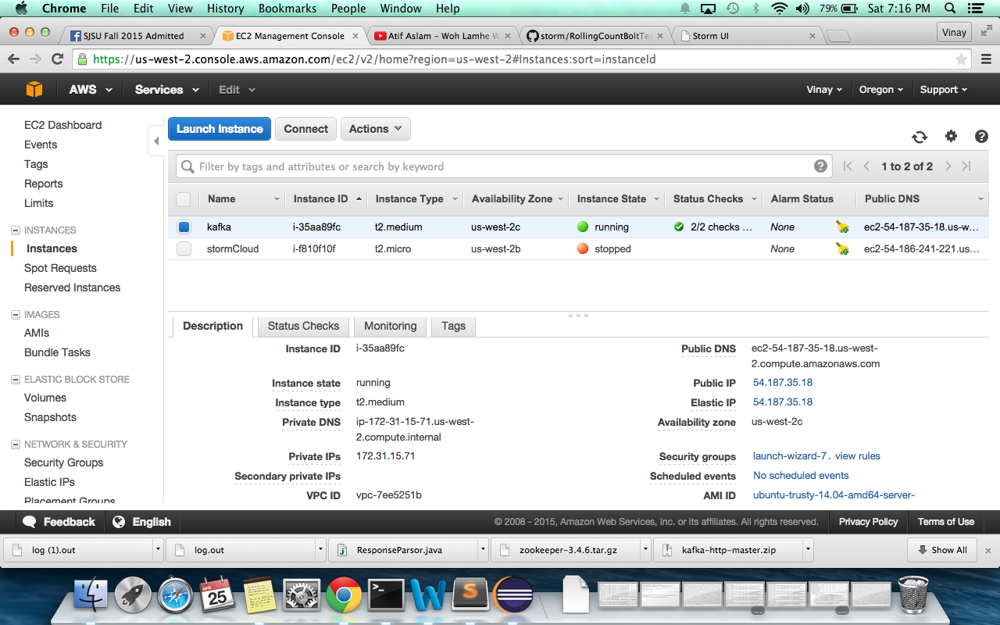 Chrome File Edit View History Bookmarks People Window Help 79% Sat 7:16 PM
SJSU Fall 2015 Admitted EC2 Management Console Atif Aslam - Woh Lamhe W storm/RollingCountBoltTes Storm UI Vinay
https://us-west-2.console.aws.amazon.com/ec2/v2/home?region=us-west-2#Instances:sort=instanceId
AWS Services Edit Vinay Oregon Support
EC2 Dashboard
Events
Tags
Reports
Limits
INSTANCES
Instances
Spot Requests
Reserved Instances
IMAGES
AMIs
Bundle Tasks
ELASTIC BLOCK STORE
Volumes
Snapshots
NETWORK & SECURITY
Security Groups
Elastic IPs
Placement Groups
Launch Instance Connect Actions
Filter by tags and attributes or search by keyword 1 to 2 of 2
Name Instance ID Instance Type Availability Zone Instance State Status Checks Alarm Status Public DNS
kafka i-35aa89fc t2.medium us-west-2c running 2/2 checks ... None ec2-54-187-35-18.us-w...
stormCloud i-f810f10f t2.micro us-west-2b stopped None ec2-54-186-241-221.us...
Description Status Checks Monitoring Tags
Instance ID i-35aa89fc Public DNS ec2-54-187-35-18.us-west-
2.compute.amazonaws.com
Instance state running Public IP 54.187.35.18
Instance type t2.medium Elastic IP 54.187.35.18
Private DNS ip-172-31-15-71.us-west- Availability zone us-west-2c
2.compute.internal
Private IPs 172.31.15.71 Security groups launch-wizard-7. view rules
Secondary private IPs Scheduled events No scheduled events
VPC ID vpc-7ee5251b AMI ID ubuntu-trusty-14.04-amd64-server-
Feedback English © 2008 - 2015, Amazon Web Services, Inc. or its affiliates. All rights reserved. Privacy Policy Terms of Use
log (1).out log.out ResponseParsor.java zookeeper-3.4.6.tar.gz kafka-http-master.zip Show All
APR
25